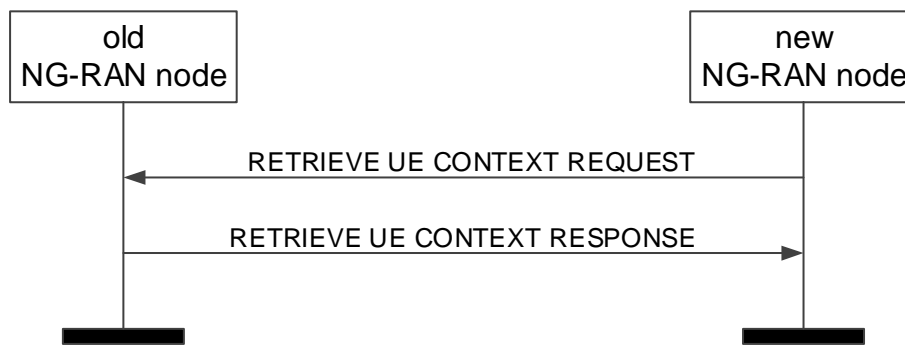 old
NG-RAN node
new
NG-RAN node
RETRIEVE UE CONTEXT REQUEST
RETRIEVE UE CONTEXT RESPONSE